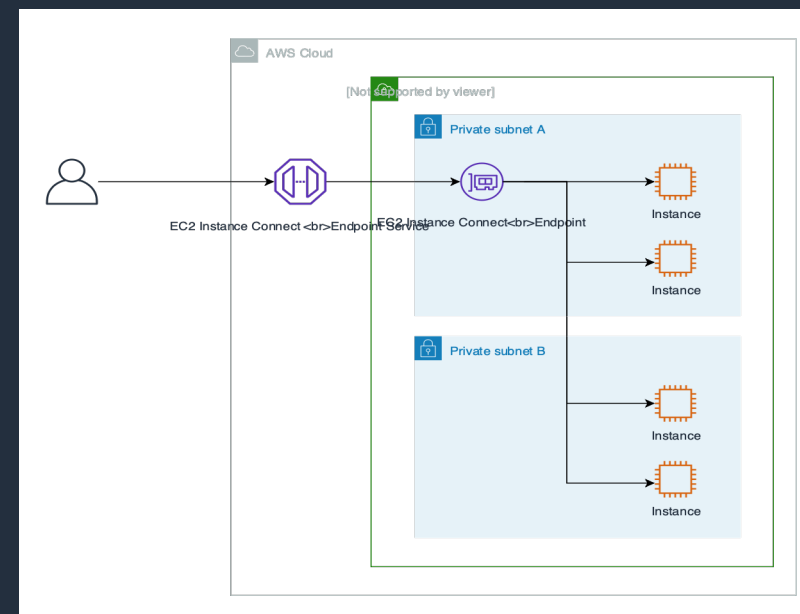 AWS Cloud
[Not supported by viewer]
Private subnet A
EC2 Instance Connect <br>Endpoint Service
EC2 Instance Connect<br>Endpoint
Instance
Instance
Private subnet B
Instance
Instance